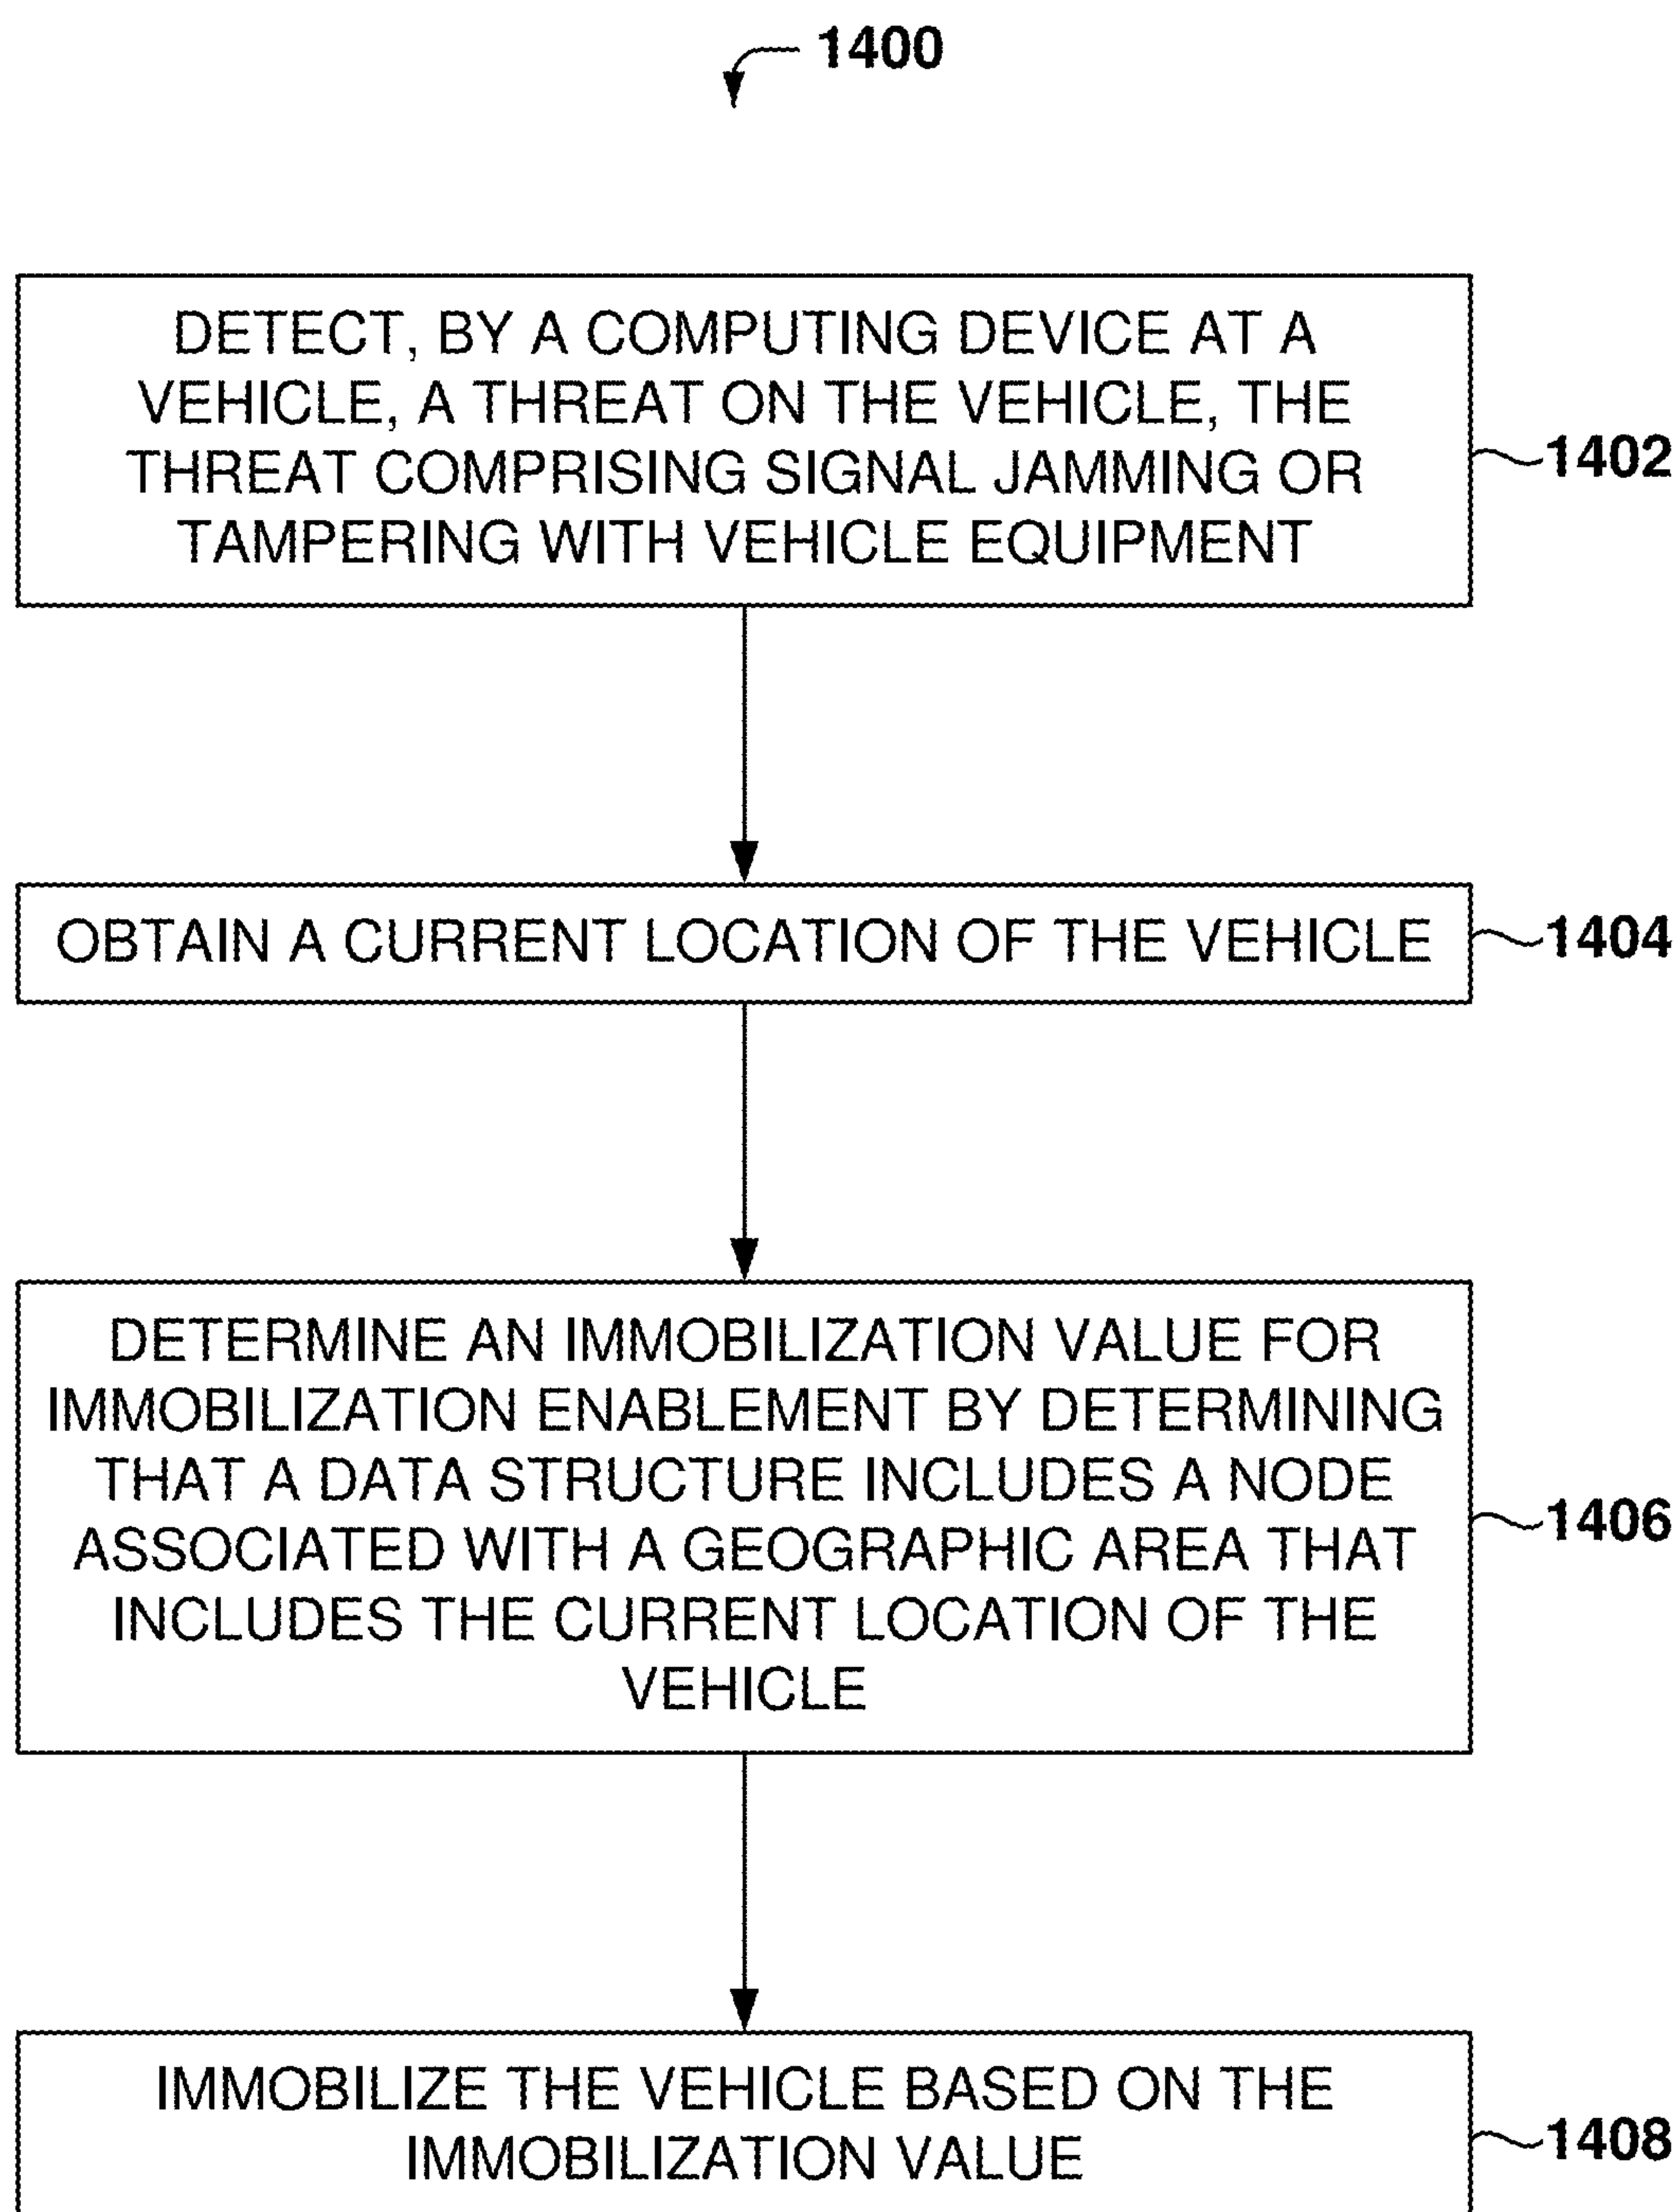 1400
DETECT, BY A COMPUTING DEVICE AT A
VEHICLE, A THREAT ON THE VEHICLE, THE
THREAT COMPRISING SIGNAL JAMMING OR
TAMPERING WITH VEHICLE EQUIPMENT
1402
OBTAIN A CURRENT LOCATION OF THE VEHICLE
1404
DETERMINE AN IMMOBILIZATION VALUE FOR
IMMOBILIZATION ENABLEMENT BY DETERMINING
THAT A DATA STRUCTURE INCLUDES A NODE
ASSOCIATED WITH A GEOGRAPHIC AREA THAT
INCLUDES THE CURRENT LOCATION OF THE
VEHICLE
1406
IMMOBILIZE THE VEHICLE BASED ON THE
IMMOBILIZATION VALUE
1408